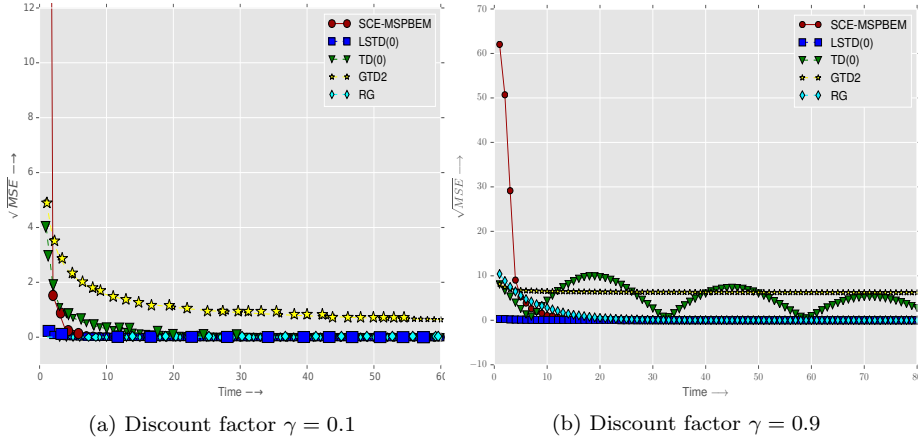 12
10
8
6
4
2
0
√MSE −→
0 10 20 30 40 50 60
Time −→
SCE-MSPBEM
LSTD(0)
TD(0)
GTD2
RG
70
60
50
40
30
20
10
0
−10
√MSE →
0 10 20 30 40 50 60 70 80
Time →
SCE-MSPBEM
LSTD(0)
TD(0)
GTD2
RG
(a) Discount factor γ = 0.1
(b) Discount factor γ = 0.9